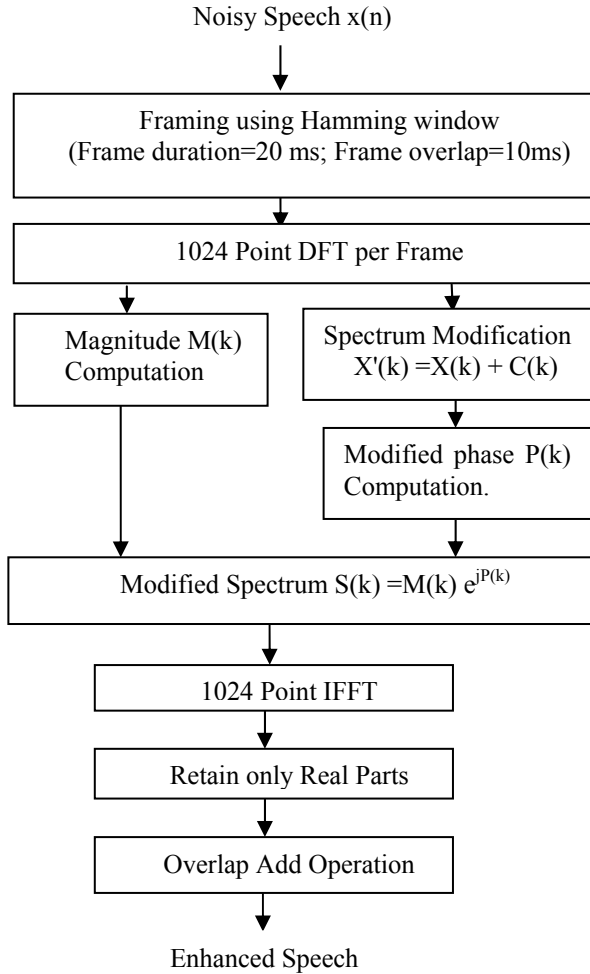 Noisy Speech x(n)
Framing using Hamming window
(Frame duration=20 ms; Frame overlap=10ms)
1024 Point DFT per Frame
Magnitude M(k)
Computation
Spectrum Modification
X'(k) =X(k) + C(k)
Modified phase P(k)
Computation.
Modified Spectrum S(k) =M(k) e^jP(k)
1024 Point IFFT
Retain only Real Parts
Overlap Add Operation
Enhanced Speech